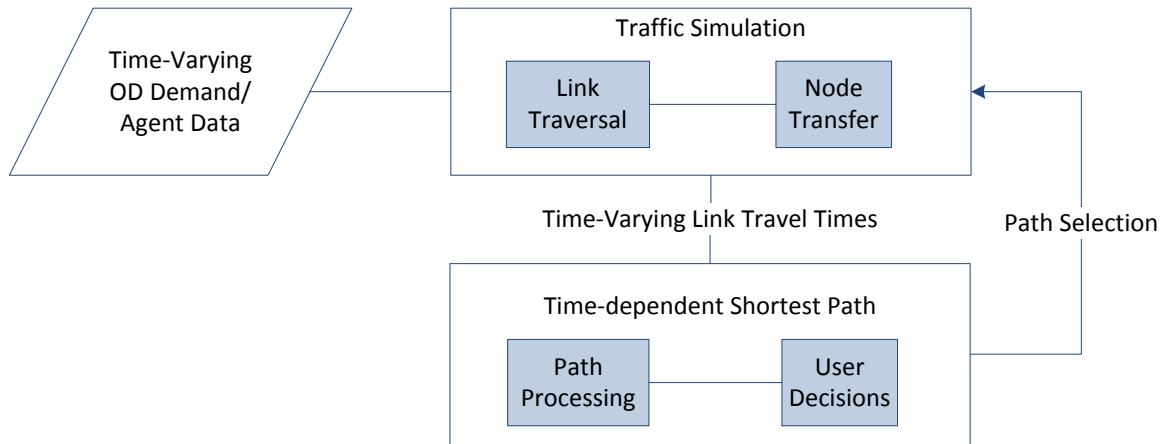 Time-Varying
OD Demand/
Agent Data
Traffic Simulation
Link
Traversal
Node
Transfer
Time-Varying Link Travel Times
Path Selection
Time-dependent Shortest Path
Path
Processing
User
Decisions